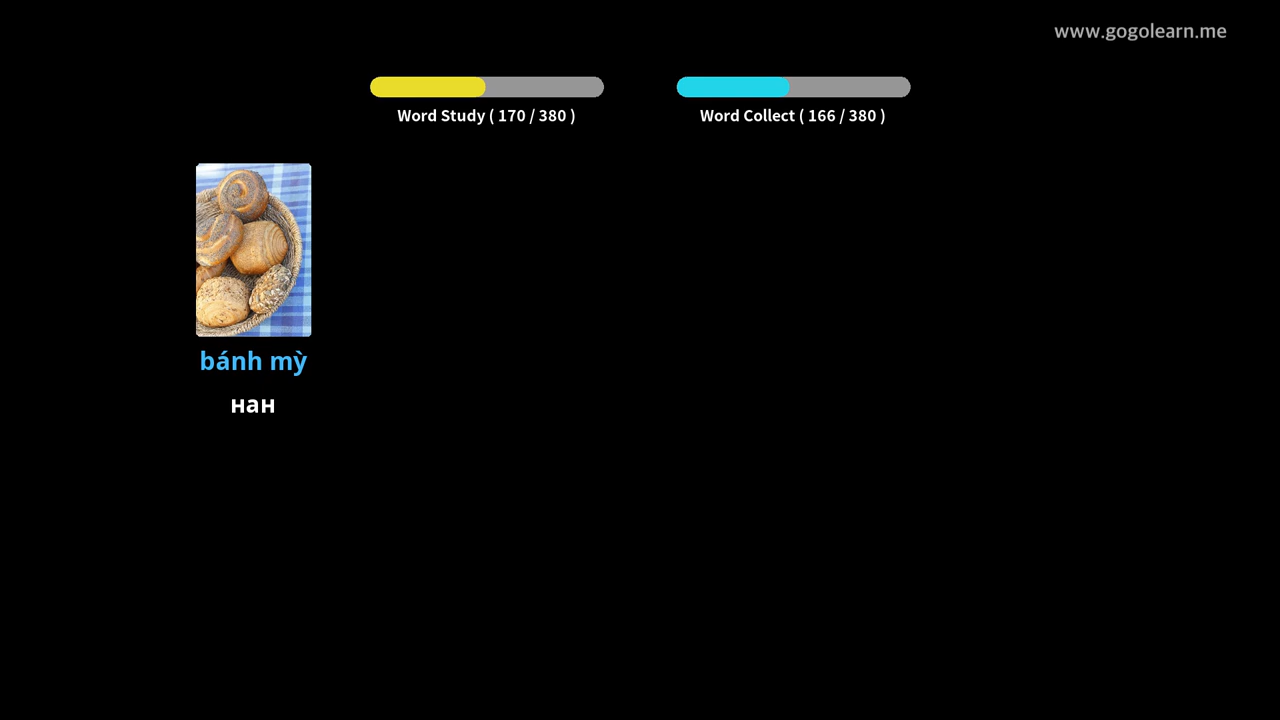 www.gogolearn.me
Word Study ( 170 / 380 )
Word Collect ( 166 / 380 )
bánh mỳ
нан